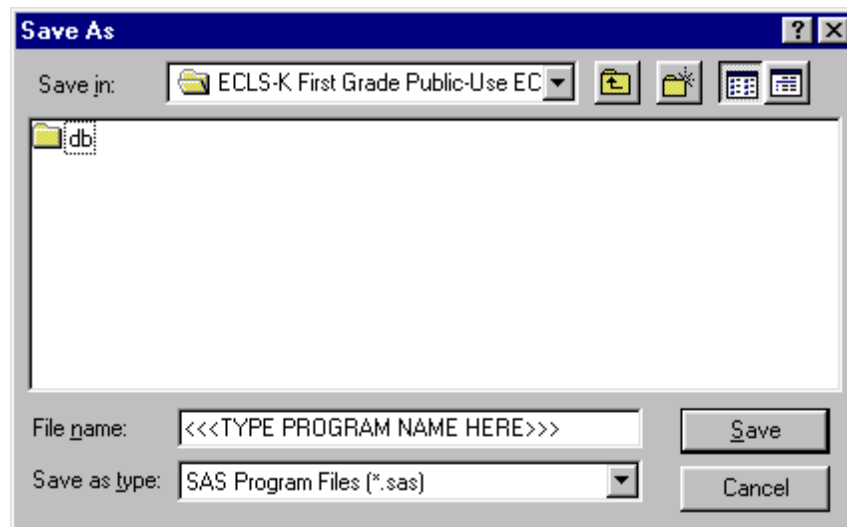 Save As
Save in: ECLS-K First Grade Public-Use EC
db
File name: <<<TYPE PROGRAM NAME HERE>>> Save
Save as type: SAS Program Files (*.sas) Cancel